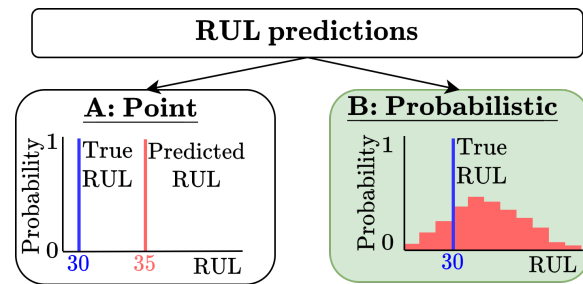 RUL predictions
A: Point
Probability
1
0
True
RUL
Predicted
RUL
30
35
RUL
B: Probabilistic
Probability
1
0
True
RUL
30
RUL